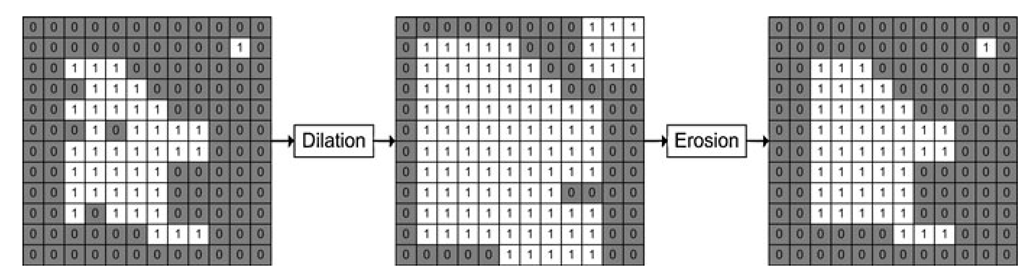 0 0 0 0 0 0 0 0 0 0 0 0
0 0 0 0 0 0 0 0 0 0 1 0
0 0 1 1 1 0 0 0 0 0 0 0
0 0 0 1 1 1 0 0 0 0 0 0
0 0 1 1 1 1 1 0 0 0 0 0
0 0 0 1 0 1 1 1 1 0 0 0
0 0 1 1 1 1 1 1 1 0 0 0
0 0 1 1 1 1 1 0 0 0 0 0
0 0 1 1 1 1 1 0 0 0 0 0
0 0 1 0 1 1 1 0 0 0 0 0
0 0 0 0 0 0 1 1 1 0 0 0
0 0 0 0 0 0 0 0 0 0 0 0
Dilation
0 0 0 0 0 0 0 0 0 1 1 1
0 1 1 1 1 1 0 0 0 1 1 1
0 1 1 1 1 1 1 0 0 1 1 1
0 1 1 1 1 1 1 1 0 0 0 0
0 1 1 1 1 1 1 1 1 1 0 0
0 1 1 1 1 1 1 1 1 1 0 0
0 1 1 1 1 1 1 1 1 1 0 0
0 1 1 1 1 1 1 1 1 1 0 0
0 1 1 1 1 1 1 1 0 0 0 0
0 1 1 1 1 1 1 1 1 1 0 0
0 1 1 1 1 1 1 1 1 1 0 0
0 0 0 0 0 1 1 1 1 1 0 0
Erosion
0 0 0 0 0 0 0 0 0 0 0 0
0 0 0 0 0 0 0 0 0 0 1 0
0 0 1 1 1 0 0 0 0 0 0 0
0 0 1 1 1 1 0 0 0 0 0 0
0 0 1 1 1 1 1 0 0 0 0 0
0 0 1 1 1 1 1 1 1 0 0 0
0 0 1 1 1 1 1 1 1 0 0 0
0 0 1 1 1 1 1 0 0 0 0 0
0 0 1 1 1 1 1 0 0 0 0 0
0 0 1 1 1 1 1 0 0 0 0 0
0 0 0 0 0 0 1 1 1 0 0 0
0 0 0 0 0 0 0 0 0 0 0 0